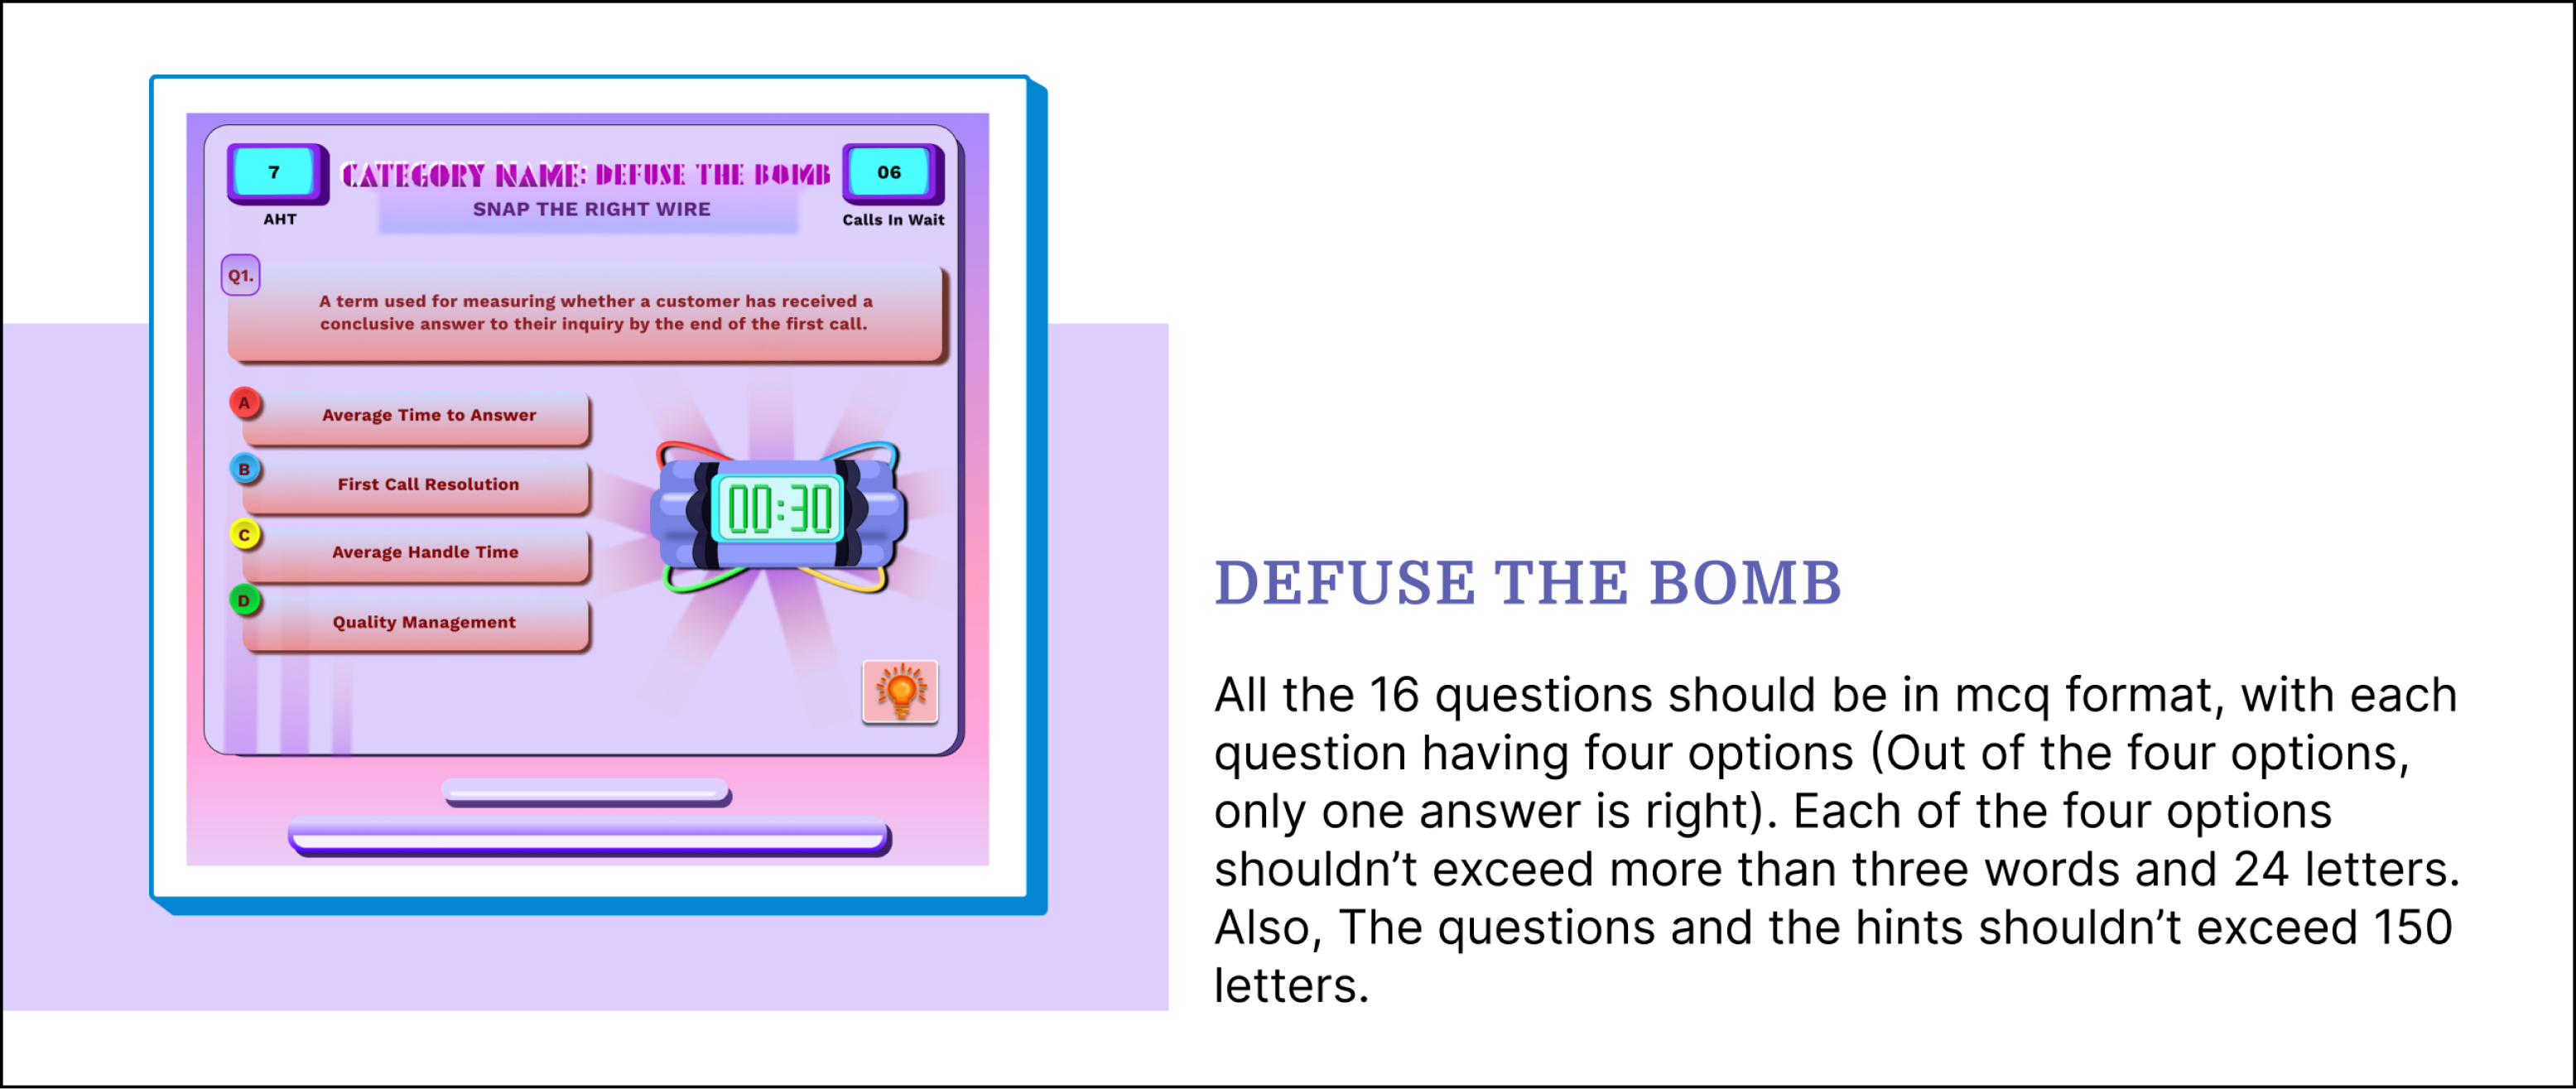 7
CATEGORY NAME: DEFUSE THE BOMB
06
AHT
SNAP THE RIGHT WIRE
Calls In Wait
Q1.
A term used for measuring whether a customer has received a
conclusive answer to their inquiry by the end of the first call.
A
Average Time to Answer
B
First Call Resolution
C
Average Handle Time
D
Quality Management
00:30
DEFUSE THE BOMB
All the 16 questions should be in mcq format, with each
question having four options (Out of the four options,
only one answer is right). Each of the four options
shouldn’t exceed more than three words and 24 letters.
Also, The questions and the hints shouldn’t exceed 150
letters.